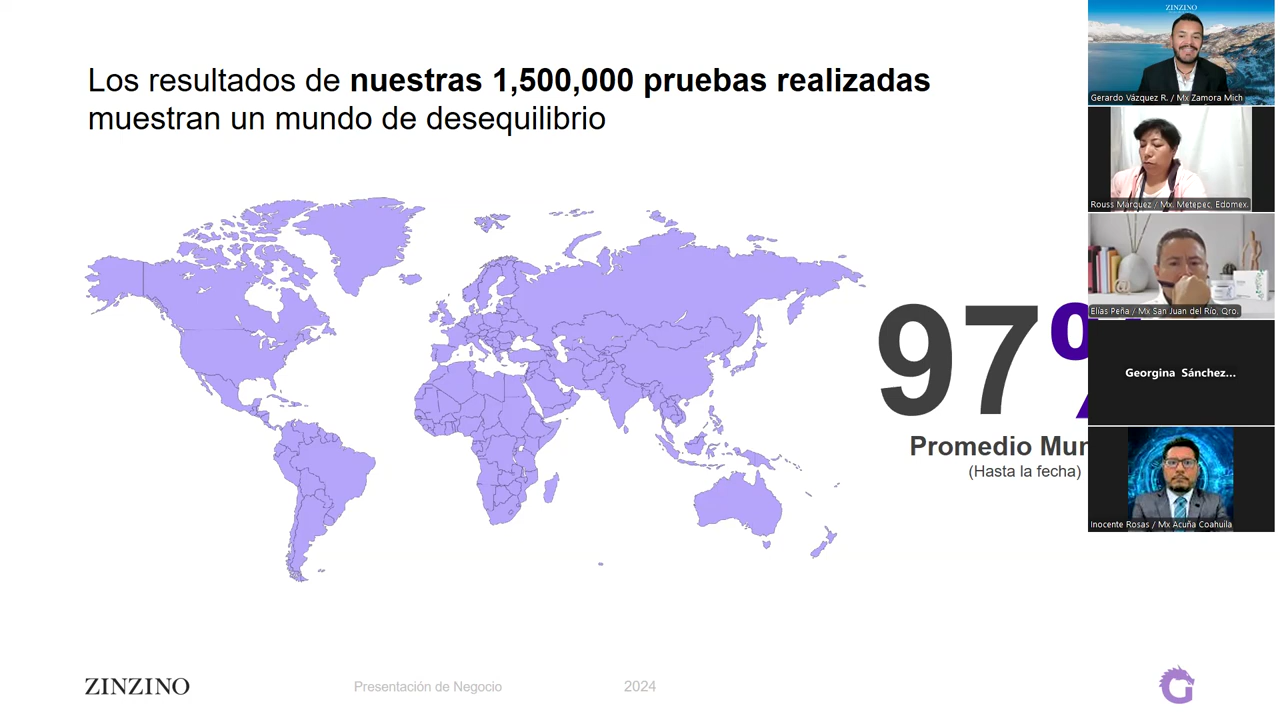 Los resultados de nuestras 1,500,000 pruebas realizadas
muestran un mundo de desequilibrio
97%
Promedio Mun
(Hasta la fecha)
ZINZINO
Presentación de Negocio
2024
G
ZINZINO
Gerardo Vázquez R. / Mx Zamora Mich
Rouss Marquez / Mx. Metepec, Edomex.
Elías Peña / Mx San Juan del Río, Qro.
Georgina Sánchez...
Inocente Rosas / Mx Acuña Coahuila